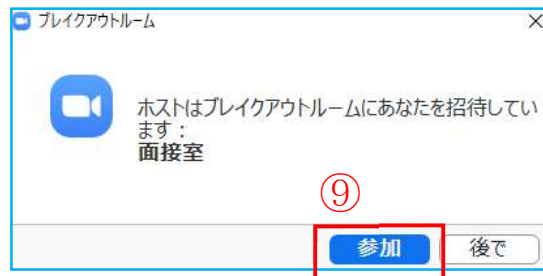 ブレイクアウトルーム
ホストはブレイクアウトルームにあなたを招待してい
ます：
面接室
⑨
参加 後で